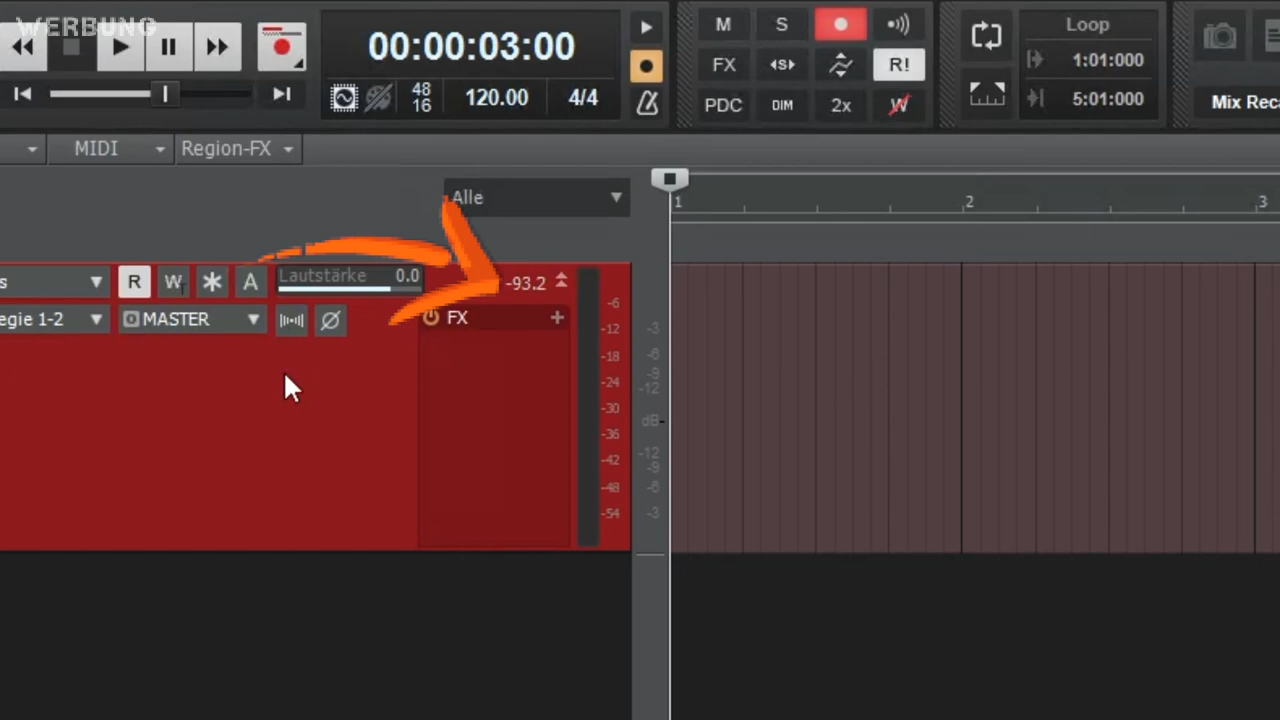 WERBUNG
00:00:03:00
48
16
120.00
4/4
M
S
FX
R!
PDC
DIM
2x
W
Loop
1:01:000
5:01:000
Mix Reca
MIDI
Region-FX
Alle
1
2
3
s
R
W
A
Lautstärke
0.0
-93.2
egie 1-2
MASTER
FX
-6
-12
-18
-24
-30
-36
-42
-48
-54
-3
-6
-9
-12
dB-
-12
-9
-6
-3